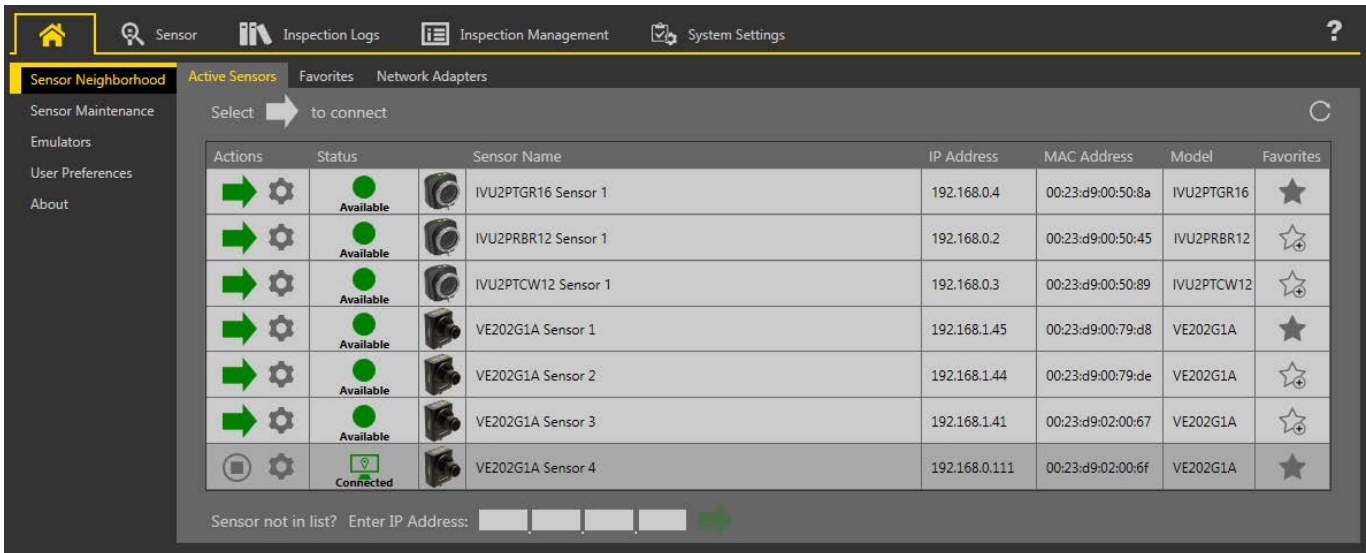 Sensor Inspection Logs Inspection Management System Settings ?
Sensor Neighborhood
Sensor Maintenance
Emulators
User Preferences
About
Active Sensors Favorites Network Adapters
Select to connect
Actions Status Sensor Name IP Address MAC Address Model Favorites
Available IVU2PTGR16 Sensor 1 192.168.0.4 00:23:d9:00:50:8a IVU2PTGR16
Available IVU2PRBR12 Sensor 1 192.168.0.2 00:23:d9:00:50:45 IVU2PRBR12
Available IVU2PTCW12 Sensor 1 192.168.0.3 00:23:d9:00:50:89 IVU2PTCW12
Available VE202G1A Sensor 1 192.168.1.45 00:23:d9:00:79:d8 VE202G1A
Available VE202G1A Sensor 2 192.168.1.44 00:23:d9:00:79:de VE202G1A
Available VE202G1A Sensor 3 192.168.1.41 00:23:d9:02:00:67 VE202G1A
Connected VE202G1A Sensor 4 192.168.0.111 00:23:d9:02:00:6f VE202G1A
Sensor not in list? Enter IP Address: . . .